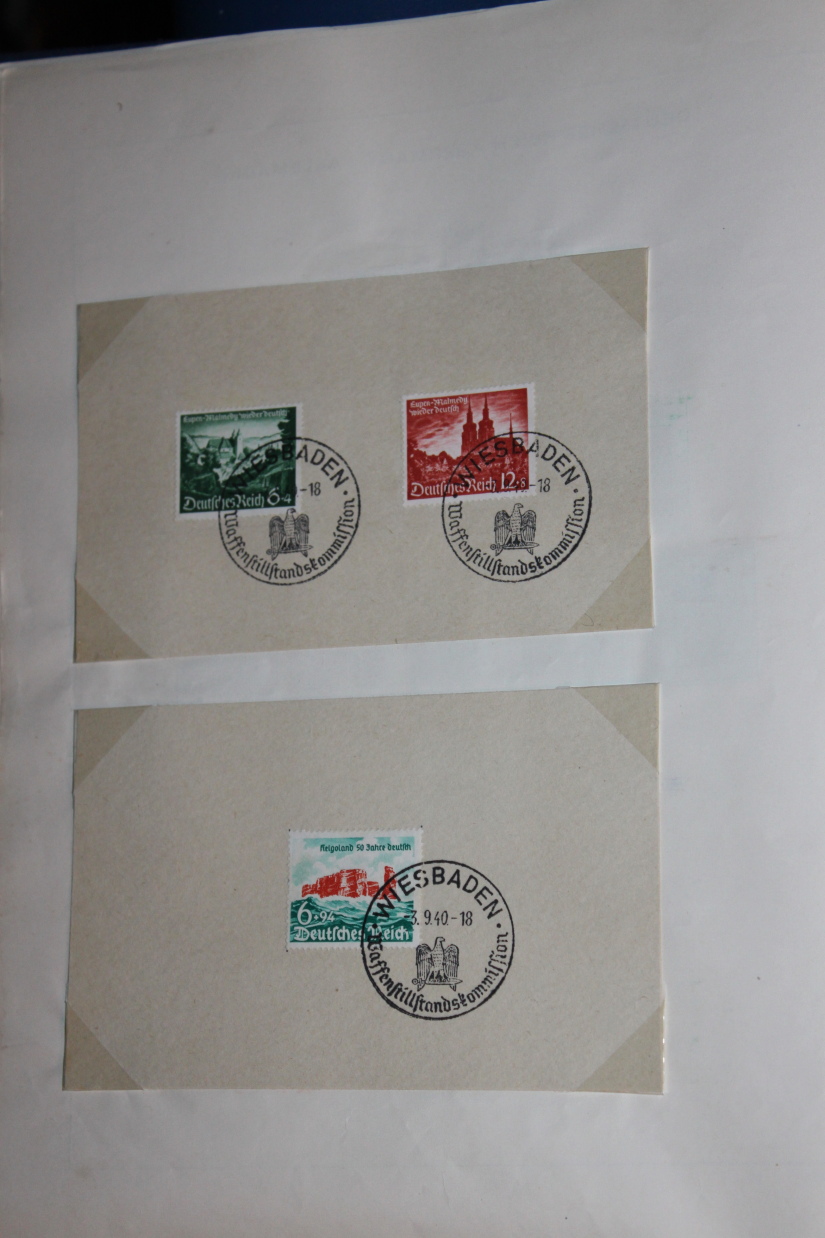 Eupen-Malmedy wieder deutsch
Deutsches Reich 6+4
WIESBADEN
-18
Waffenstillstandskommission
Eupen-Malmedy
wieder deutsch
Deutsches Reich 12+8
WIESBADEN
-18
Waffenstillstandskommission
Helgoland 50 Jahre deutsch
6+94
Deutsches Reich
WIESBADEN
-3.9.40.-18
Waffenstillstandskommission